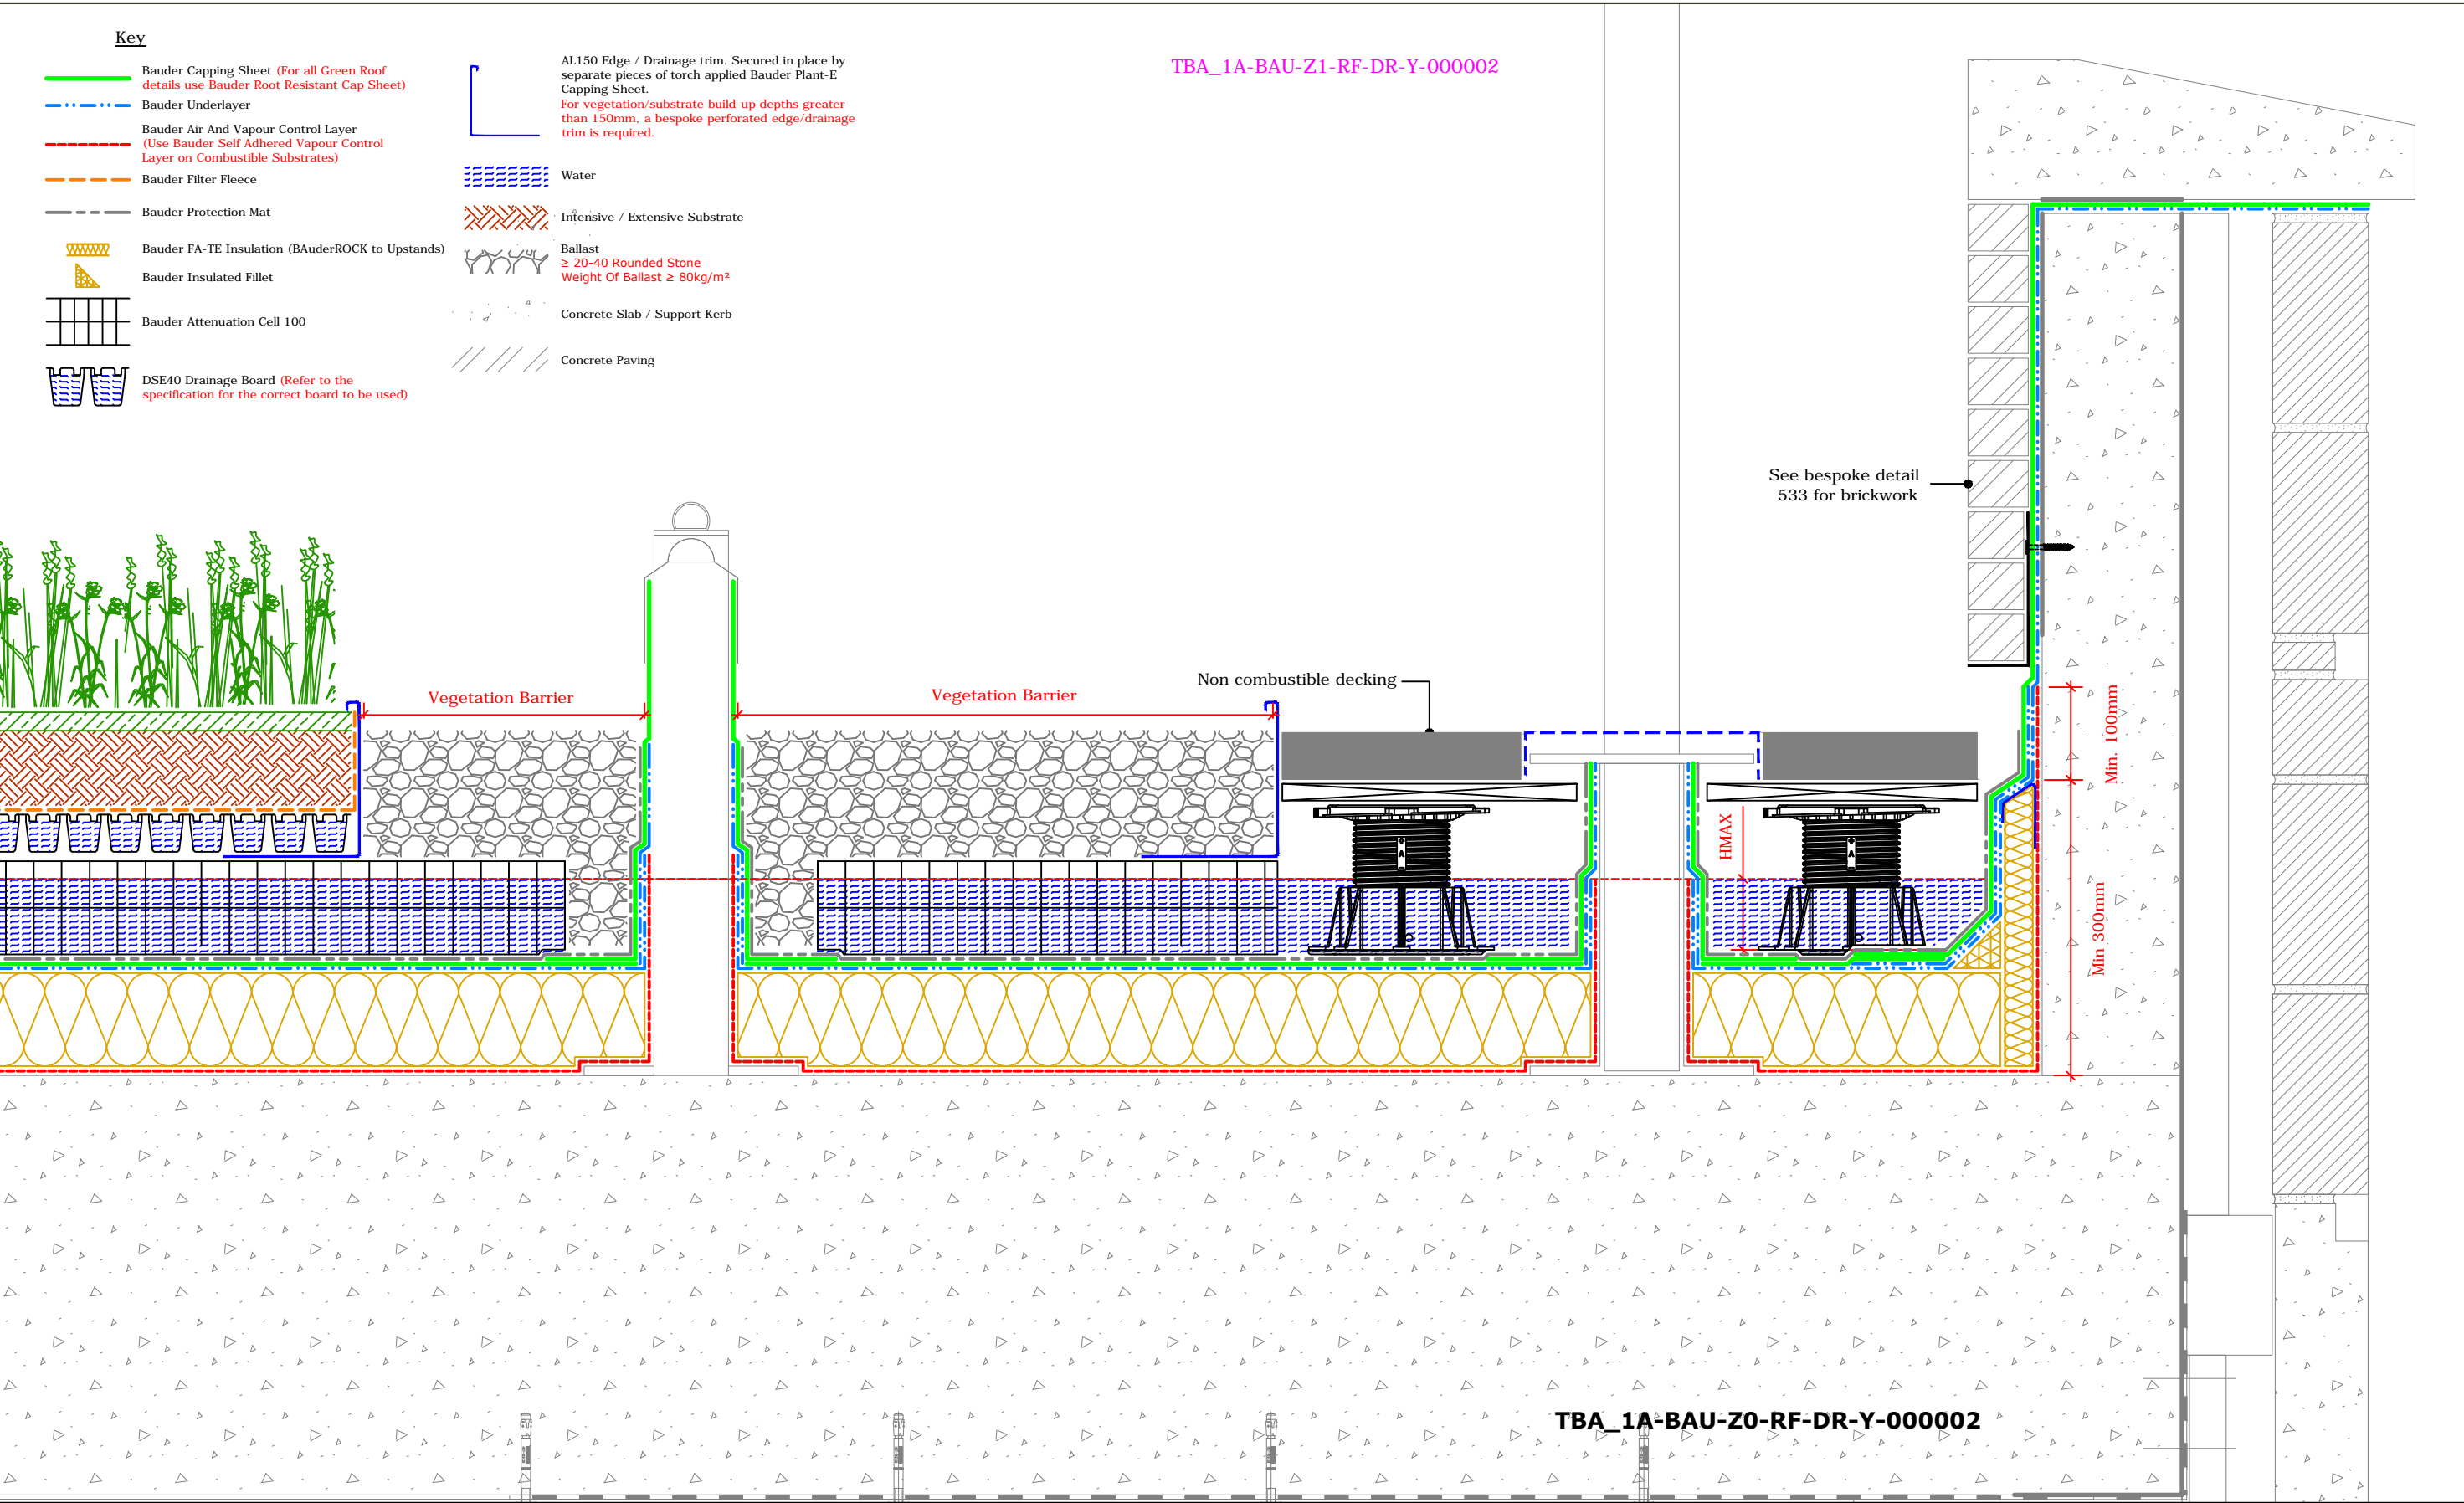 Key
Bauder Capping Sheet (For all Green Roof
details use Bauder Root Resistant Cap Sheet)
Bauder Underlayer
Bauder Air And Vapour Control Layer
(Use Bauder Self Adhered Vapour Control
Layer on Combustible Substrates)
Bauder Filter Fleece
Bauder Protection Mat
Bauder FA-TE Insulation (BAuderROCK to Upstands)
Bauder Insulated Fillet
Bauder Attenuation Cell 100
DSE40 Drainage Board (Refer to the
specification for the correct board to be used)
AL150 Edge / Drainage trim. Secured in place by
separate pieces of torch applied Bauder Plant-E
Capping Sheet.
For vegetation/substrate build-up depths greater
than 150mm, a bespoke perforated edge/drainage
trim is required.
Water
Intensive / Extensive Substrate
Ballast
≥ 20-40 Rounded Stone
Weight Of Ballast ≥ 80kg/m²
Concrete Slab / Support Kerb
Concrete Paving
TBA_1A-BAU-Z1-RF-DR-Y-000002
See bespoke detail
533 for brickwork
Non combustible decking
Vegetation Barrier
Vegetation Barrier
Min. 100mm
HMAX
A
A
Min 300mm
TBA_1A-BAU-Z0-RF-DR-Y-000002